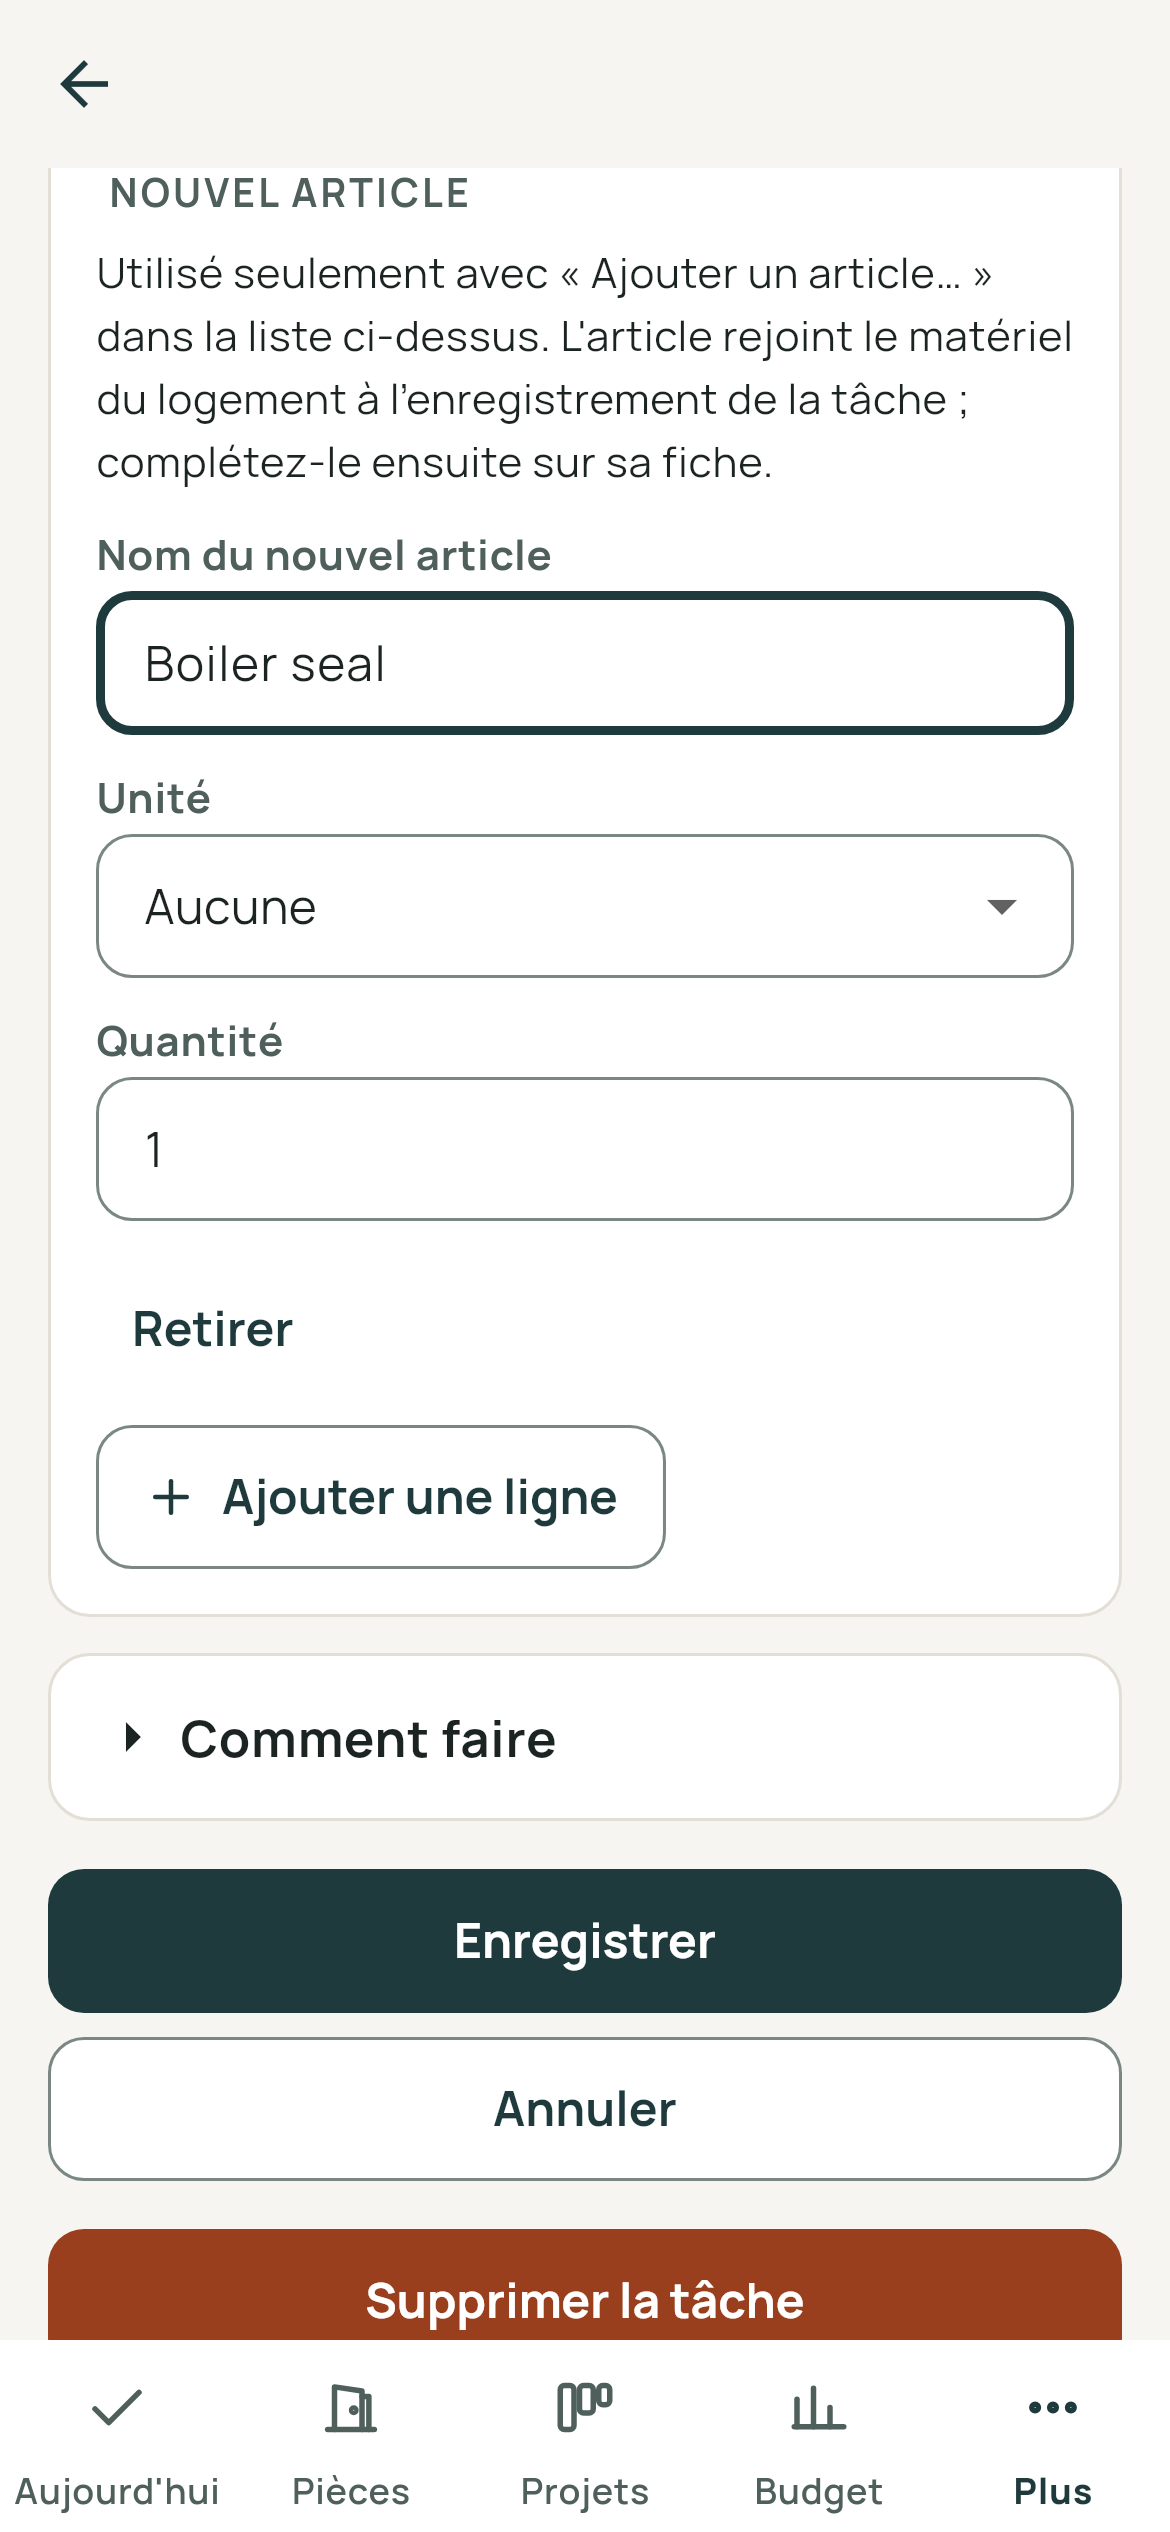 NOUVEL ARTICLE
Utilisé seulement avec « Ajouter un article… »
dans la liste ci-dessus. L'article rejoint le matériel
du logement à l’enregistrement de la tâche ;
complétez-le ensuite sur sa fiche.
Nom du nouvel article
Boiler seal
Unité
Aucune
Quantité
1
Retirer
Ajouter une ligne
Comment faire
Enregistrer
Annuler
Supprimer la tâche
Aujourd'hui
Pièces
Projets
Budget
Plus